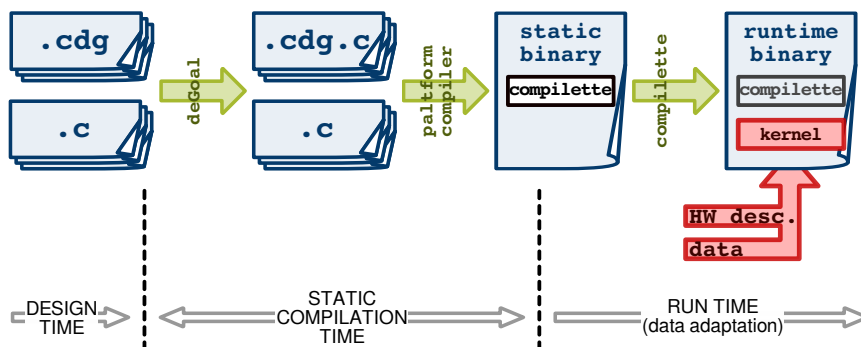 .cdg
.c
deGoal
.cdg.c
.c
paltform
compiler
static
binary
compilette
compilette
runtime
binary
compilette
kernel
HW desc.
data
DESIGN
TIME
STATIC
COMPILATION
TIME
RUN TIME
(data adaptation)